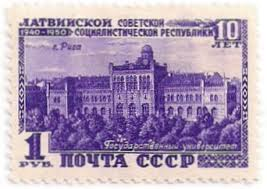 ЛАТВИЙСКОЙ СОВЕТСКОЙ
1940-1950 СОЦИАЛИСТИЧЕСКОЙ РЕСПУБЛИКИ
10 ЛЕТ
г. Рига
Государственный университет
1 РУБ.
ПОЧТА СССР